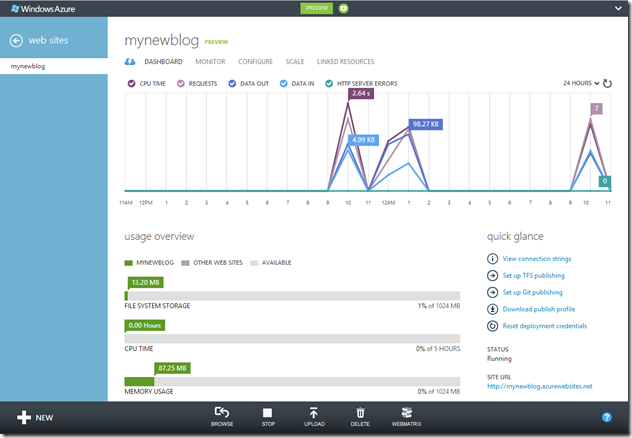 Windows Azure
PREVIEW
web sites
mynewblog
mynewblog PREVIEW
DASHBOARD MONITOR CONFIGURE SCALE LINKED RESOURCES
CPU TIME REQUESTS DATA OUT DATA IN HTTP SERVER ERRORS 24 HOURS
2.64 s
7
98.27 KB
4.99 KB
0
11AM 12PM 1 2 3 4 5 6 7 8 9 10 11 12AM 1 2 3 4 5 6 7 8 9 10 11
usage overview
MYNEWBLOG OTHER WEB SITES AVAILABLE
13.20 MB
FILE SYSTEM STORAGE 1% of 1024 MB
0.00 Hours
CPU TIME 0% of 5 HOURS
87.25 MB
MEMORY USAGE 0% of 1024 MB
quick glance
View connection strings
Set up TFS publishing
Set up Git publishing
Download publish profile
Reset deployment credentials
STATUS
Running
SITE URL
http://mynewblog.azurewebsites.net
NEW
BROWSE STOP UPLOAD DELETE WEBMATRIX
?